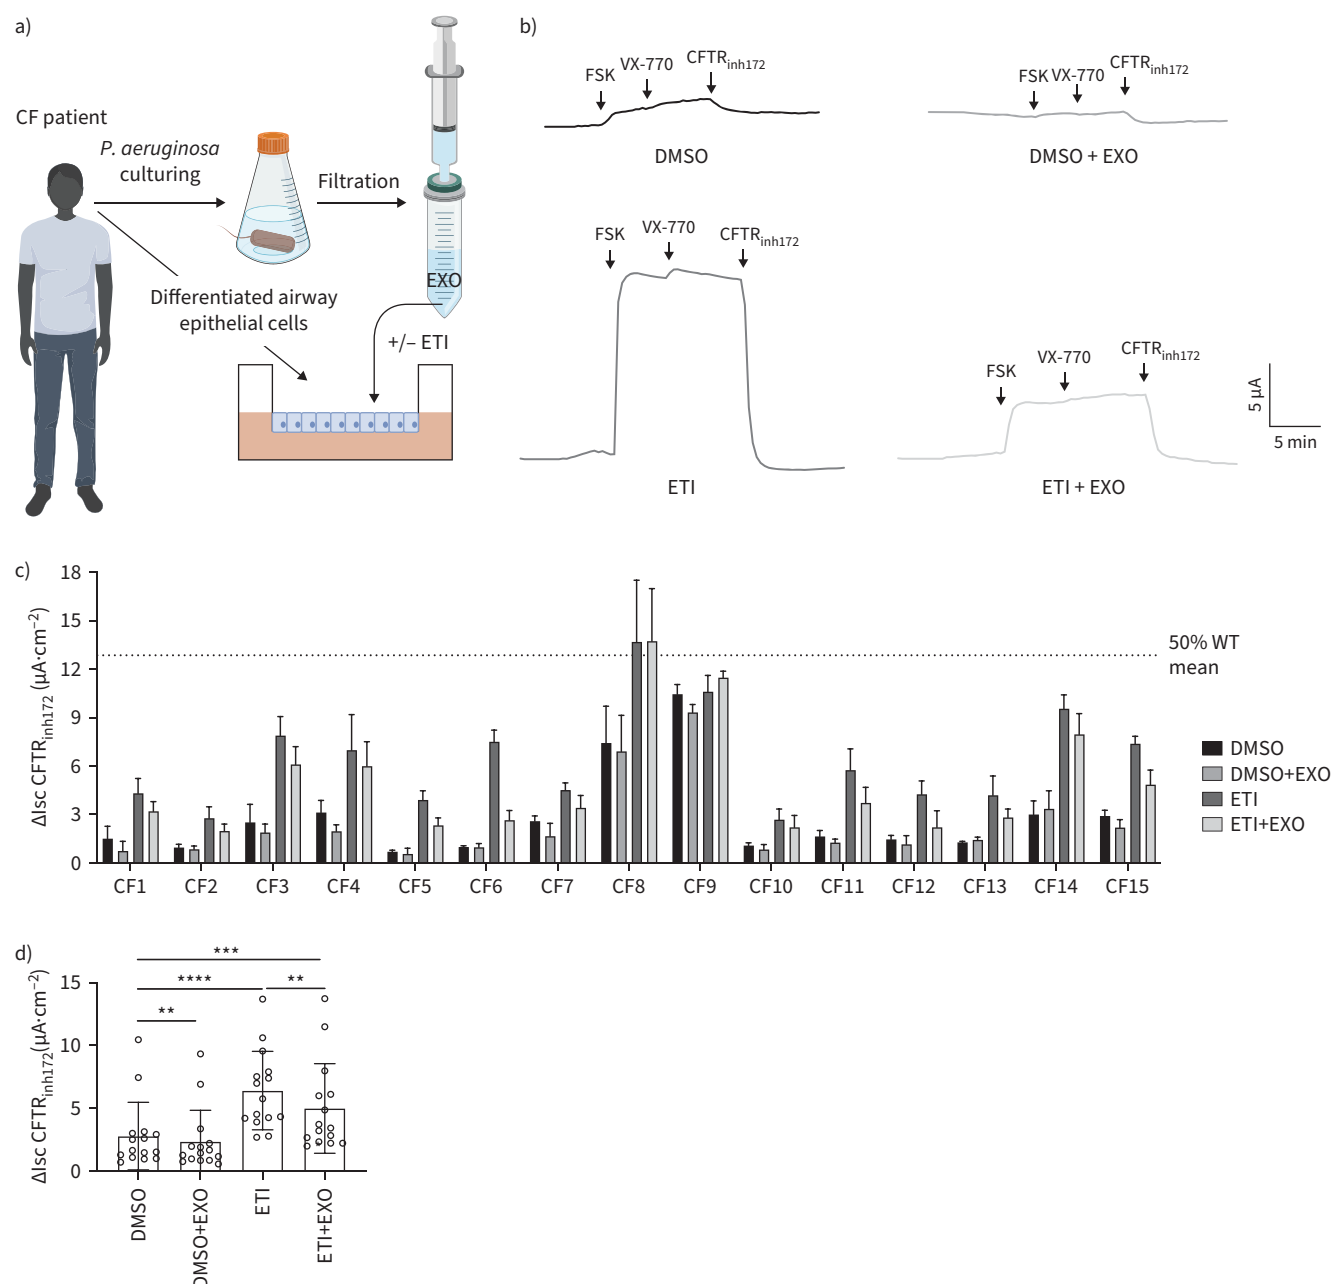 a)
CF patient
P. aeruginosa
culturing
Filtration
EXO
Differentiated airway
epithelial cells
+/– ETI
b)
FSK
VX-770
CFTRinh172
DMSO
FSK
VX-770
CFTRinh172
DMSO + EXO
FSK
VX-770
CFTRinh172
ETI
FSK
VX-770
CFTRinh172
ETI + EXO
5 µA
5 min
c)
ΔIsc CFTRinh172 (µA·cm−2)
18
15
12
9
6
3
0
50% WT
mean
CF1 CF2 CF3 CF4 CF5 CF6 CF7 CF8 CF9 CF10 CF11 CF12 CF13 CF14 CF15
DMSO
DMSO+EXO
ETI
ETI+EXO
d)
ΔIsc CFTRinh172(µA·cm−2)
15
10
5
0
***
****
**
**
DMSO
DMSO+EXO
ETI
ETI+EXO